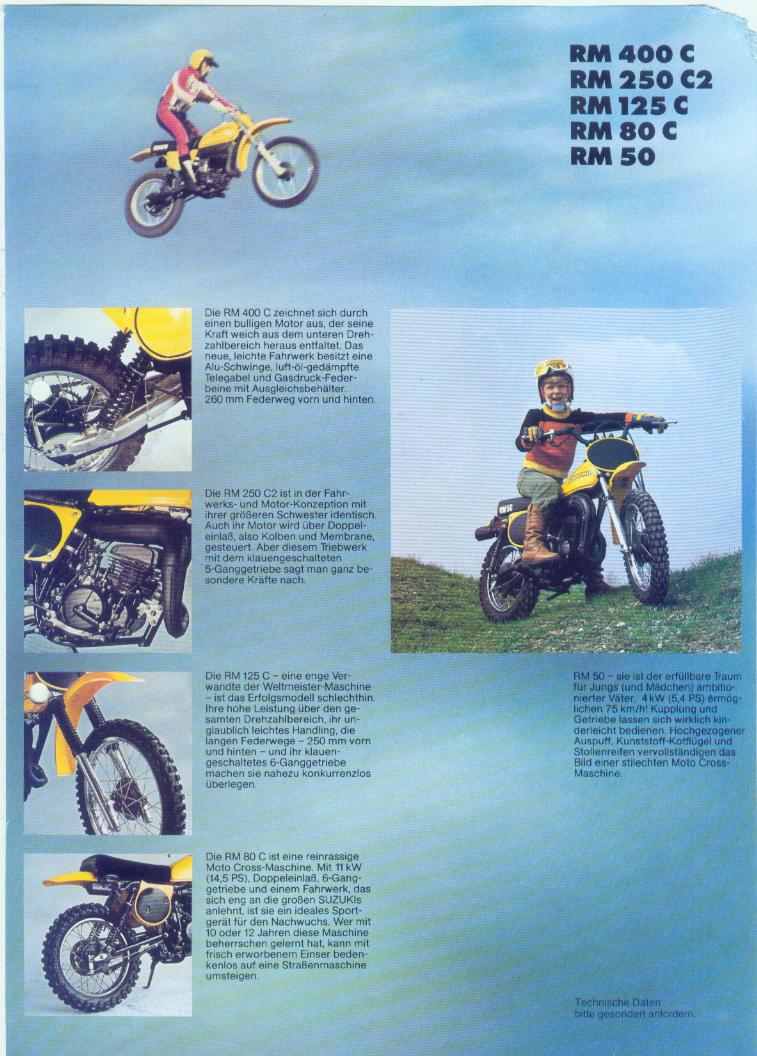 RM 400 C
RM 250 C2
RM 125 C
RM 80 C
RM 50
Die RM 400 C zeichnet sich durch
einen bulligen Motor aus, der seine
Kraft weich aus dem unteren Dreh-
zahlbereich heraus entfaltet. Das
neue, leichte Fahrwerk besitzt eine
Alu-Schwinge, luft-öl-gedämpfte
Telegabel und Gasdruck-Feder-
beine mit Ausgleichsbehälter.
260 mm Federweg vorn und hinten.
Die RM 250 C2 ist in der Fahr-
werks- und Motor-Konzeption mit
ihrer größeren Schwester identisch.
Auch ihr Motor wird über Doppel-
einlaß, also Kolben und Membrane,
gesteuert. Aber diesem Triebwerk
mit dem klauengeschalteten
5-Ganggetriebe sagt man ganz be-
sondere Kräfte nach.
Die RM 125 C – eine enge Ver-
wandte der Weltmeister-Maschine
– ist das Erfolgsmodell schlechthin.
Ihre hohe Leistung über den ge-
samten Drehzahlbereich, ihr un-
glaublich leichtes Handling, die
langen Federwege – 250 mm vorn
und hinten – und ihr klauen-
geschaltetes 6-Ganggetriebe
machen sie nahezu konkurrenzlos
überlegen.
Die RM 80 C ist eine reinrassige
Moto Cross-Maschine. Mit 11 kW
(14,5 PS), Doppeleinlaß, 6-Gang-
getriebe und einem Fahrwerk, das
sich eng an die großen SUZUKIs
anlehnt, ist sie ein ideales Sport-
gerät für den Nachwuchs. Wer mit
10 oder 12 Jahren diese Maschine
beherrschen gelernt hat, kann mit
frisch erworbenem Einser beden-
kenlos auf eine Straßenmaschine
umsteigen.
RM 50 – sie ist der erfüllbare Traum
für Jungs (und Mädchen) ambitio-
nierter Väter. 4 kW (5,4 PS) ermög-
lichen 75 km/h! Kupplung und
Getriebe lassen sich wirklich kin-
derleicht bedienen. Hochgezogener
Auspuff, Kunststoff-Kotflügel und
Stollenreifen vervollständigen das
Bild einer stilechten Moto Cross-
Maschine.
Technische Daten
bitte gesondert anfordern.